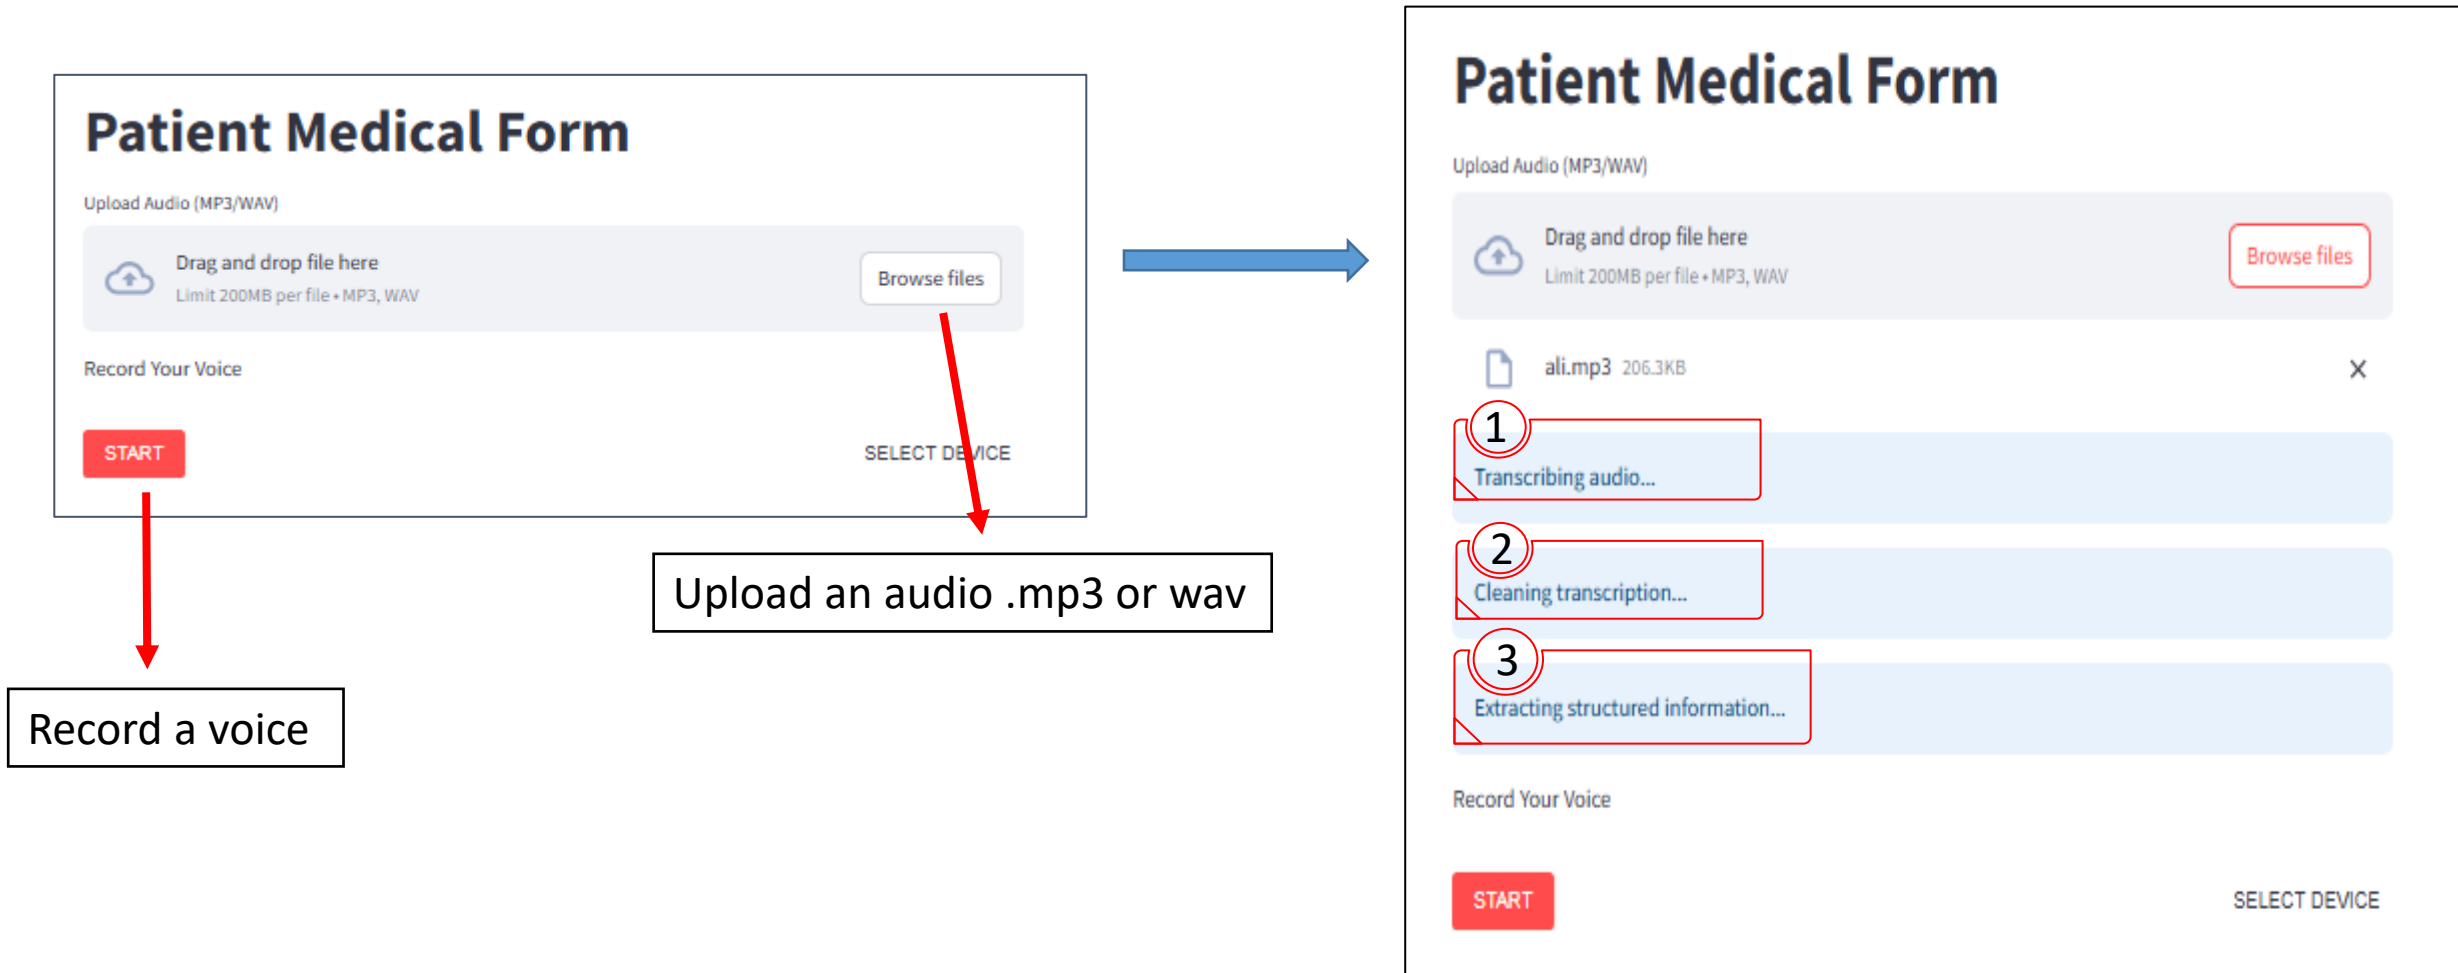 Patient Medical Form
Upload Audio (MP3/WAV)
Drag and drop file here
Limit 200MB per file • MP3, WAV
Browse files
Record Your Voice
START
SELECT DEVICE
Upload an audio .mp3 or wav
Record a voice
Patient Medical Form
Upload Audio (MP3/WAV)
Drag and drop file here
Limit 200MB per file • MP3, WAV
Browse files
ali.mp3 206.3KB
X
1
Transcribing audio...
2
Cleaning transcription...
3
Extracting structured information...
Record Your Voice
START
SELECT DEVICE